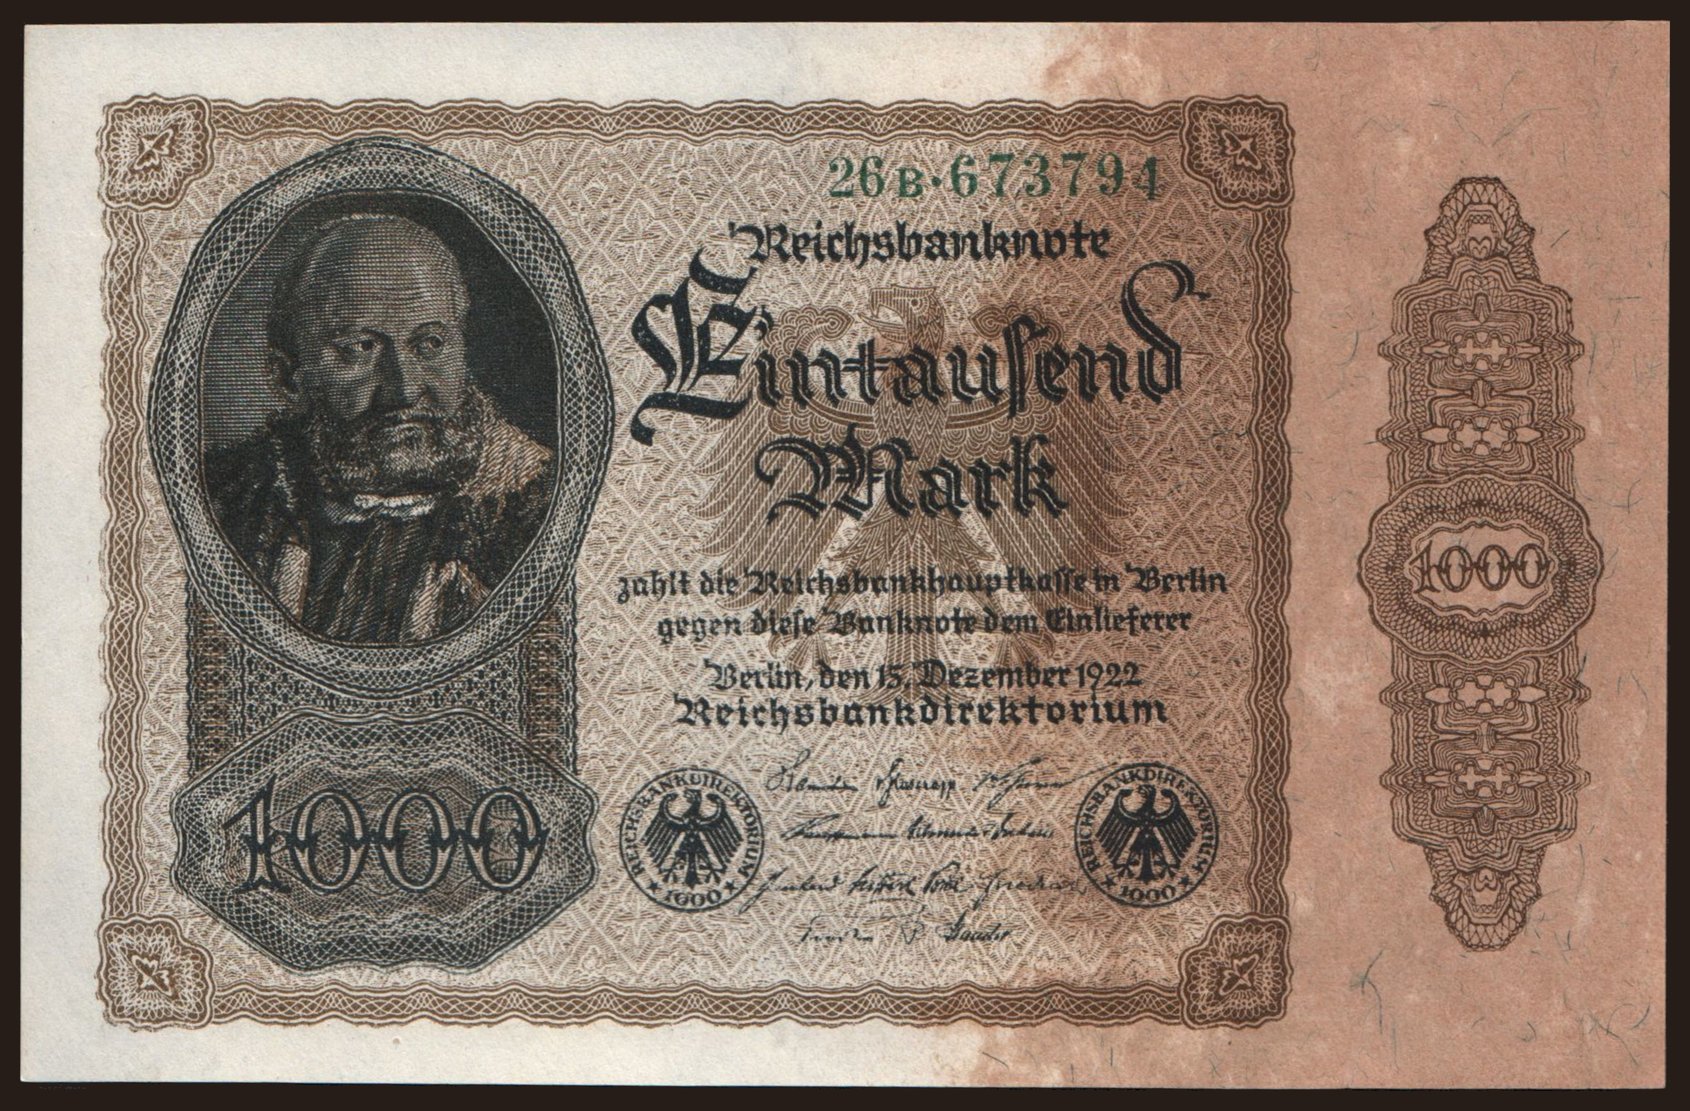 26B·673794
Reichsbanknote
Eintausend
Mark
zahlt die Reichsbankhauptkasse in Berlin
gegen diese Banknote dem Einlieferer
Berlin, den 15. Dezember 1922
Reichsbankdirektorium
1000
1000
REICHSBANKDIREKTORIUM
1000
REICHSBANKDIREKTORIUM
1000